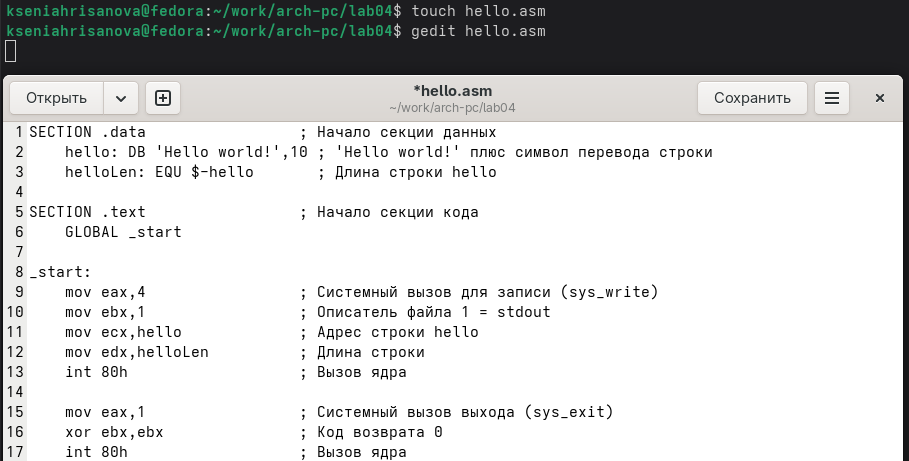 kseniahrisanova@fedora:~/work/arch-pc/lab04$ touch hello.asm
kseniahrisanova@fedora:~/work/arch-pc/lab04$ gedit hello.asm
Открыть
*hello.asm
~/work/arch-pc/lab04
Сохранить
1 SECTION .data ; Начало секции данных
2 hello: DB 'Hello world!',10 ; 'Hello world!' плюс символ перевода строки
3 helloLen: EQU $-hello ; Длина строки hello
4
5 SECTION .text ; Начало секции кода
6 GLOBAL _start
7
8 _start:
9 mov eax,4 ; Системный вызов для записи (sys_write)
10 mov ebx,1 ; Описатель файла 1 = stdout
11 mov ecx,hello ; Адрес строки hello
12 mov edx,helloLen ; Длина строки
13 int 80h ; Вызов ядра
14
15 mov eax,1 ; Системный вызов выхода (sys_exit)
16 xor ebx,ebx ; Код возврата 0
17 int 80h ; Вызов ядра